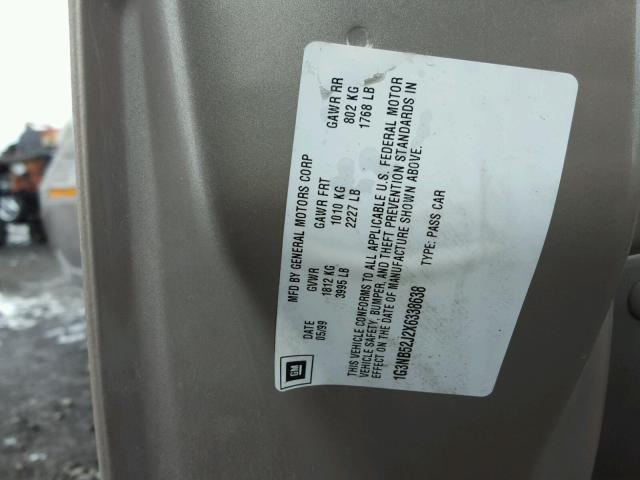 GM
MFD BY GENERAL MOTORS CORP
DATE GVWR GAWR FRT GAWR RR
05/99 1812 KG 1010 KG 802 KG
3995 LB 2227 LB 1768 LB
THIS VEHICLE CONFORMS TO ALL APPLICABLE U.S. FEDERAL MOTOR
VEHICLE SAFETY, BUMPER, AND THEFT PREVENTION STANDARDS IN
EFFECT ON THE DATE OF MANUFACTURE SHOWN ABOVE.
1G3NB52J2X6338638 TYPE: PASS CAR